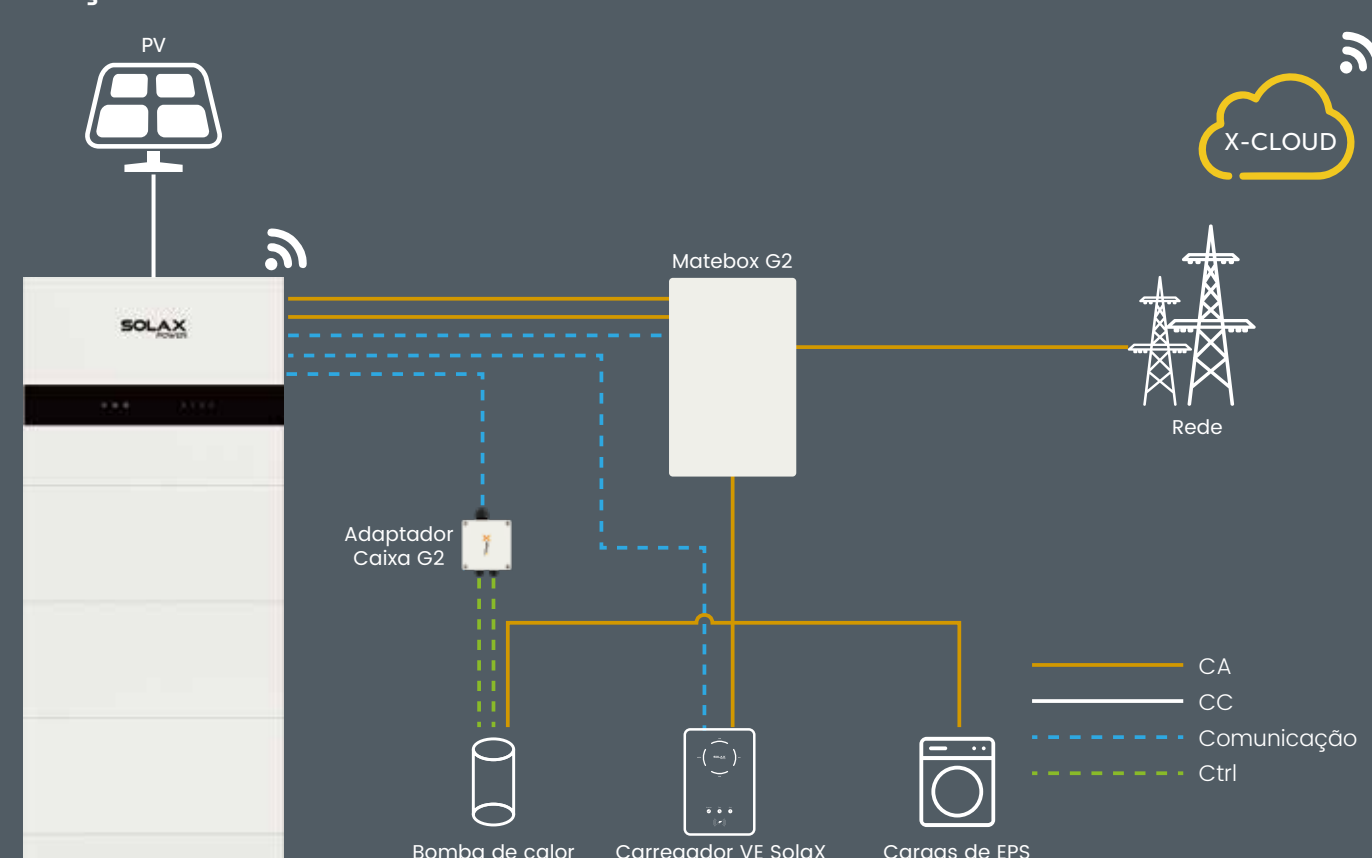 PV
X-CLOUD
Matebox G2
SOLAX
POWER
Rede
Adaptador
Caixa G2
CA
CC
Comunicação
Ctrl
Bomba de calor
Carregador VE SolaX
Cargas de EPS